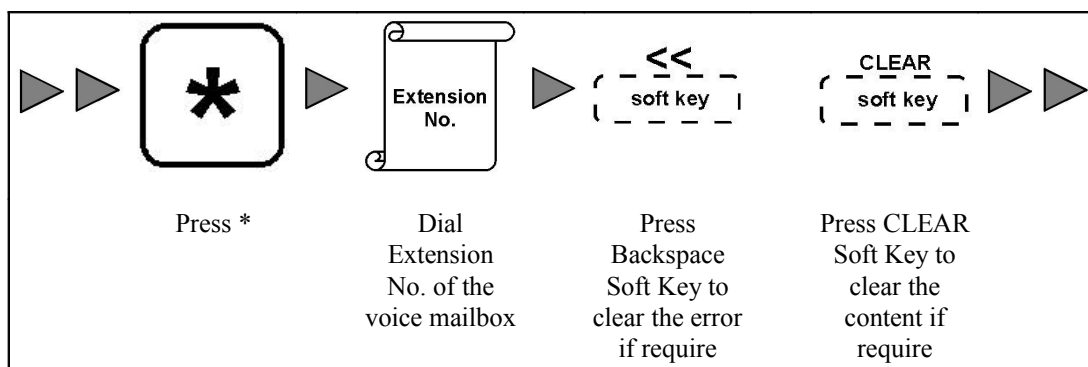 *
Extension
No.
<<
soft key
CLEAR
soft key
Press *
Dial
Extension
No. of the
voice mailbox
Press
Backspace
Soft Key to
clear the error
if require
Press CLEAR
Soft Key to
clear the
content if
require